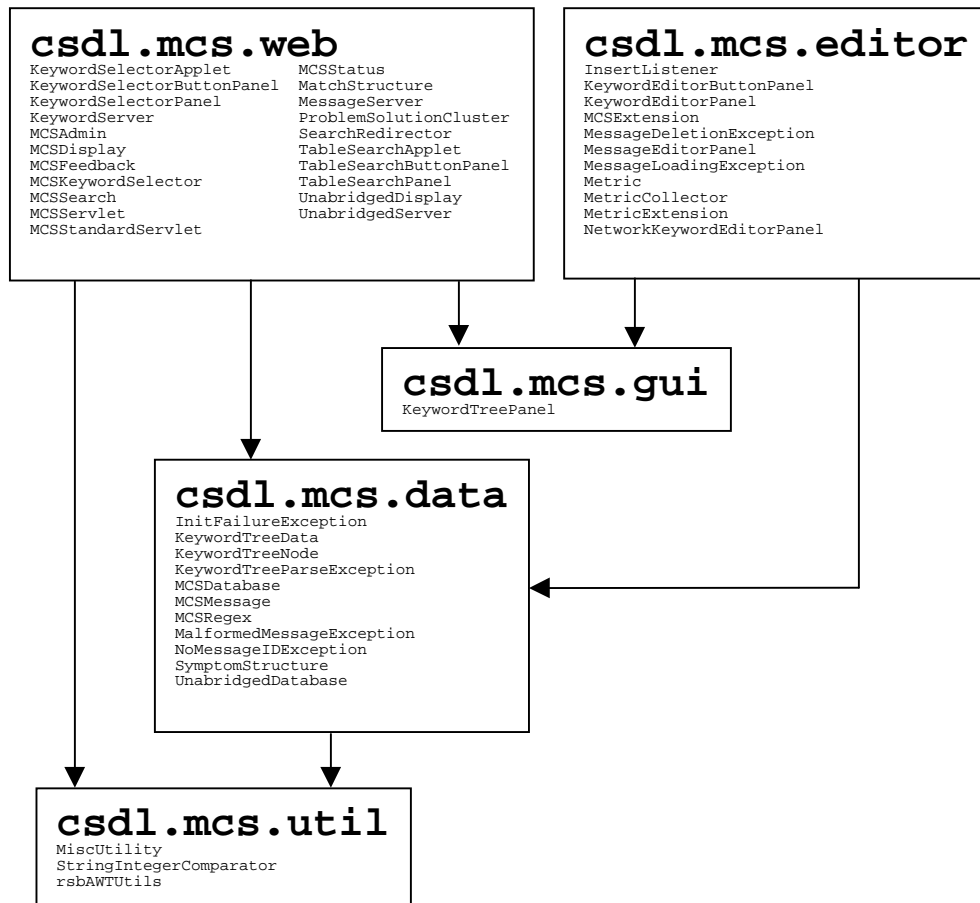 csdl.mcs.web
KeywordSelectorApplet
KeywordSelectorButtonPanel
KeywordSelectorPanel
KeywordServer
MCSAdmin
MCSDisplay
MCSFeedback
MCSKeywordSelector
MCSSearch
MCSServlet
MCSStandardServlet
MCSStatus
MatchStructure
MessageServer
ProblemSolutionCluster
SearchRedirector
TableSearchApplet
TableSearchButtonPanel
TableSearchPanel
UnabridgedDisplay
UnabridgedServer
csdl.mcs.editor
InsertListener
KeywordEditorButtonPanel
KeywordEditorPanel
MCSExtension
MessageDeletionException
MessageEditorPanel
MessageLoadingException
Metric
MetricCollector
MetricExtension
NetworkKeywordEditorPanel
csdl.mcs.gui
KeywordTreePanel
csdl.mcs.data
InitFailureException
KeywordTreeData
KeywordTreeNode
KeywordTreeParseException
MCSDatabase
MCSMessage
MCSRegex
MalformedMessageException
NoMessageIDException
SymptomStructure
UnabridgedDatabase
csdl.mcs.util
MiscUtility
StringIntegerComparator
rsbAWTUtils